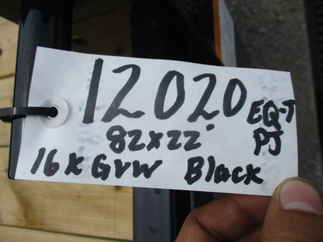 12020 EQ-T
82x22' PJ
16K GVW Black